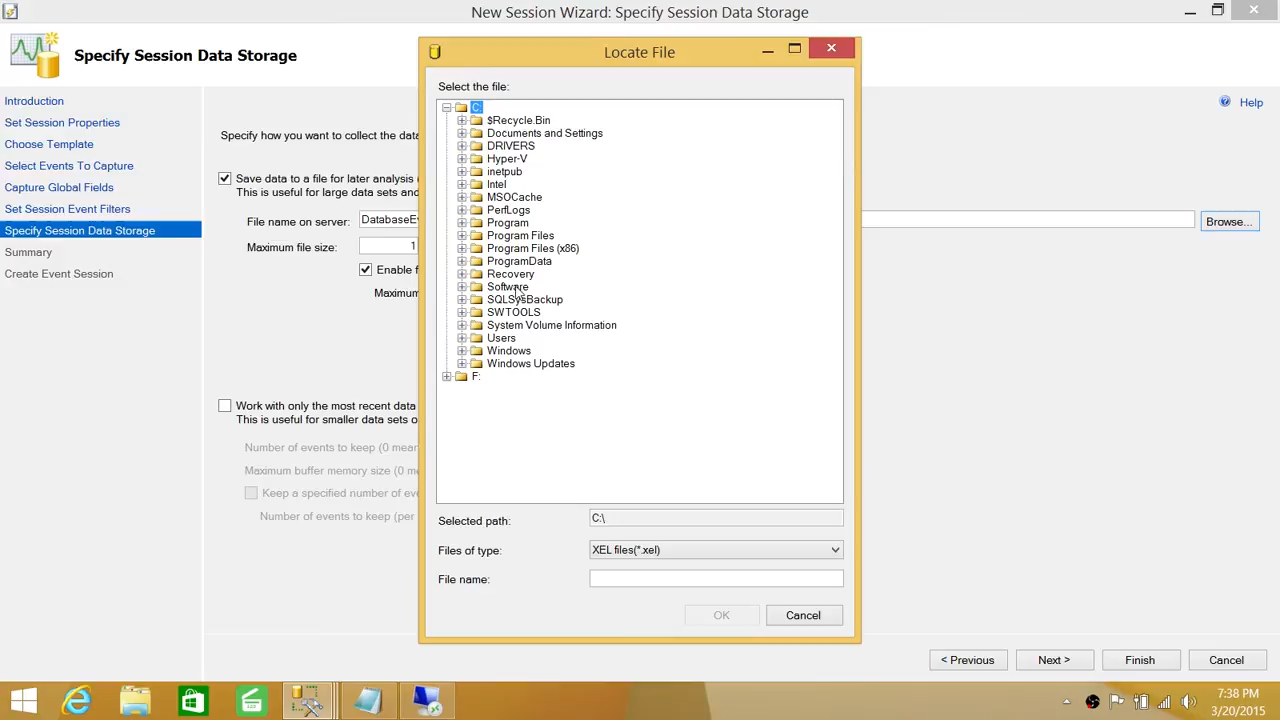 New Session Wizard: Specify Session Data Storage
Specify Session Data Storage
Introduction
Set Session Properties
Choose Template
Select Events To Capture
Capture Global Fields
Set Session Event Filters
Specify Session Data Storage
Summary
Create Event Session
Help
Specify how you want to collect the data
Save data to a file for later analysis (
This is useful for large data sets and
File name on server:
DatabaseEv
Browse...
Maximum file size:
1
Enable f
Maximum
Work with only the most recent data
This is useful for smaller data sets o
Number of events to keep (0 mean
Maximum buffer memory size (0 me
Keep a specified number of eve
Number of events to keep (per
Locate File
Select the file:
C:
$Recycle.Bin
Documents and Settings
DRIVERS
Hyper-V
inetpub
Intel
MSOCache
PerfLogs
Program
Program Files
Program Files (x86)
ProgramData
Recovery
Software
SQLSysBackup
SWTOOLS
System Volume Information
Users
Windows
Windows Updates
F:
Selected path:
C:\
Files of type:
XEL files(*.xel)
File name:
OK
Cancel
< Previous
Next >
Finish
Cancel
7:38 PM
3/20/2015